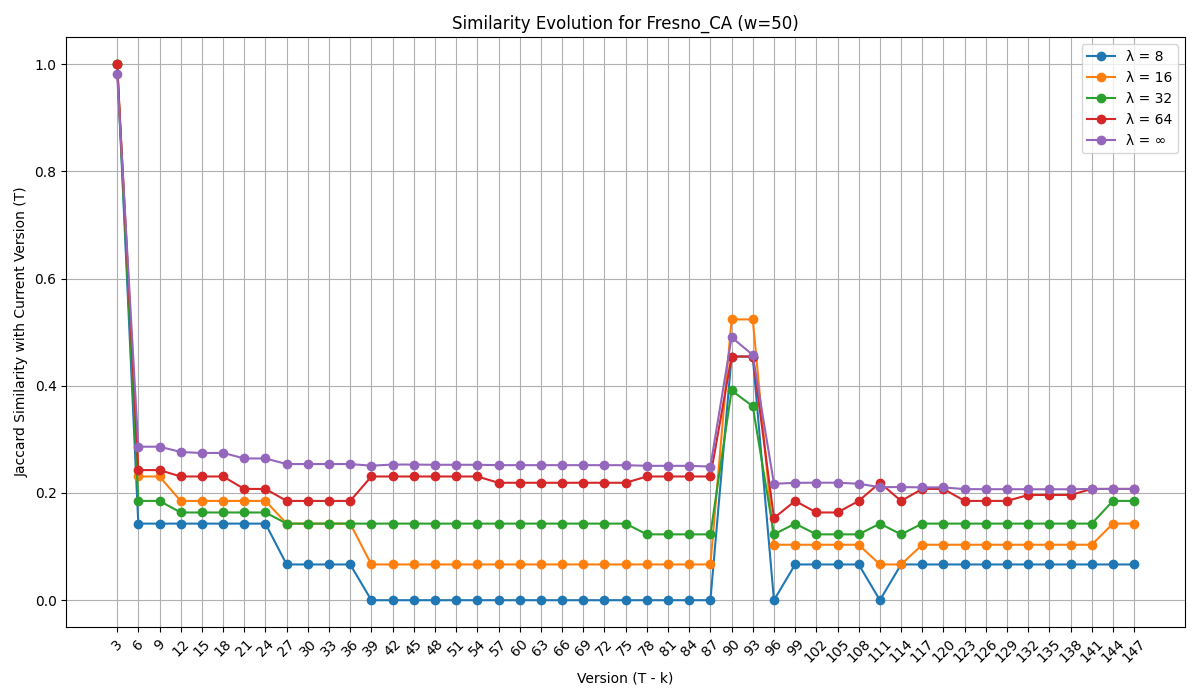 Similarity Evolution for Fresno_CA (w=50)
λ = 8
λ = 16
λ = 32
λ = 64
λ = ∞
Jaccard Similarity with Current Version (T)
1.0
0.8
0.6
0.4
0.2
0.0
3 6 9 12 15 18 21 24 27 30 33 36 39 42 45 48 51 54 57 60 63 66 69 72 75 78 81 84 87 90 93 96 99 102 105 108 111 114 117 120 123 126 129 132 135 138 141 144 147
Version (T - k)